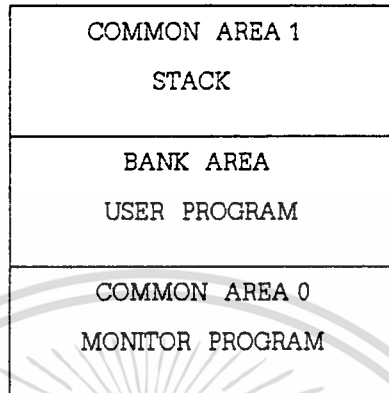 COMMON AREA 1
STACK
BANK AREA
USER PROGRAM
COMMON AREA 0
MONITOR PROGRAM